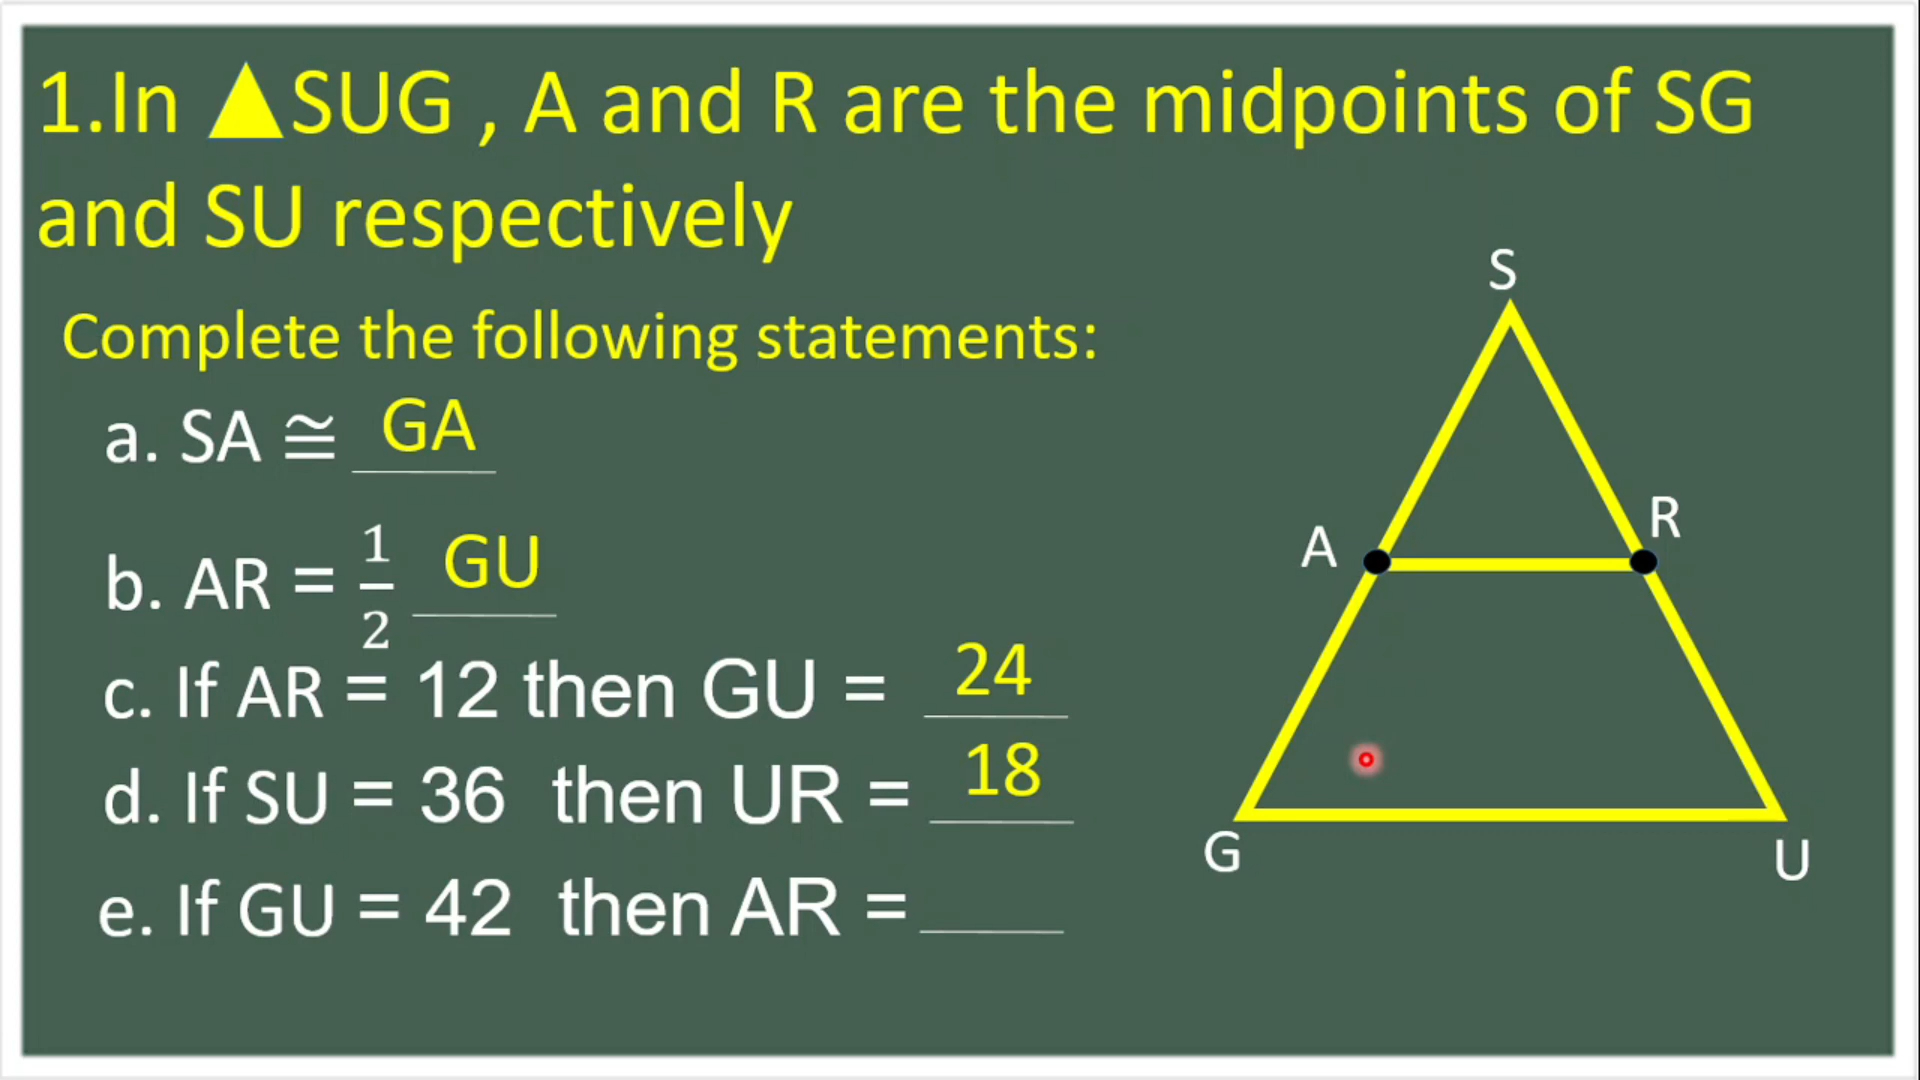 1.In ▲SUG , A and R are the midpoints of SG
and SU respectively
Complete the following statements:
a. SA ≅ GA
b. AR = 1/2 GU
c. If AR = 12 then GU = 24
d. If SU = 36 then UR = 18
e. If GU = 42 then AR = ____
S
A
R
G
U